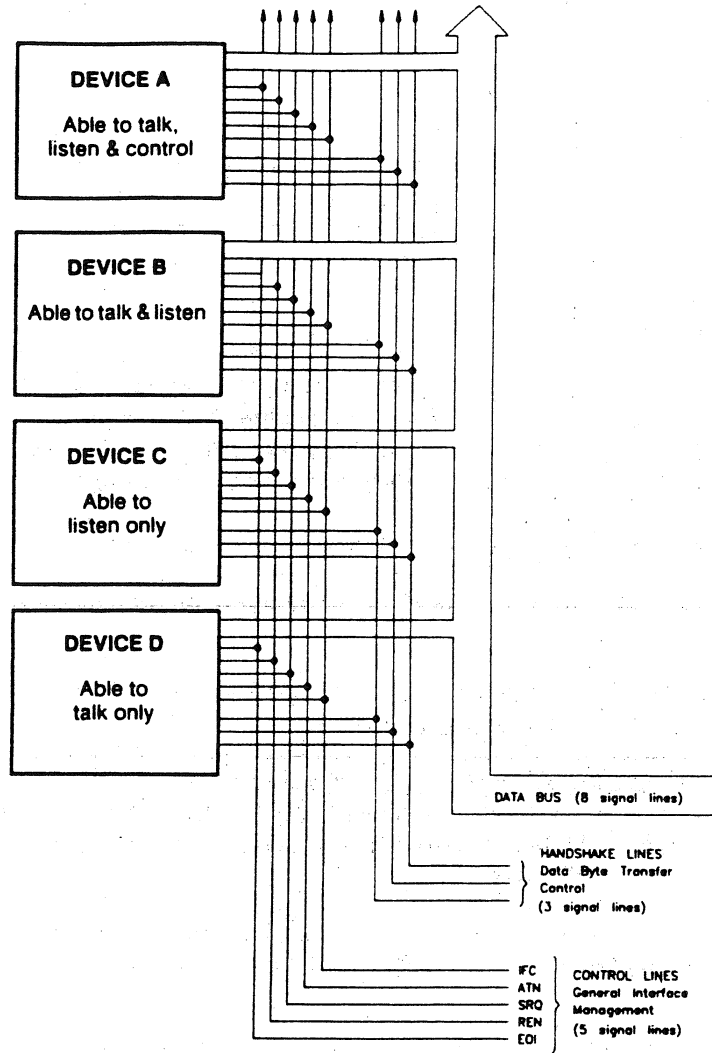 DEVICE A
Able to talk,
listen & control
DEVICE B
Able to talk & listen
DEVICE C
Able to
listen only
DEVICE D
Able to
talk only
DATA BUS (8 signal lines)
HANDSHAKE LINES
Data Byte Transfer
Control
(3 signal lines)
IFC
ATN
SRQ
REN
EOI
CONTROL LINES
General Interface
Management
(5 signal lines)